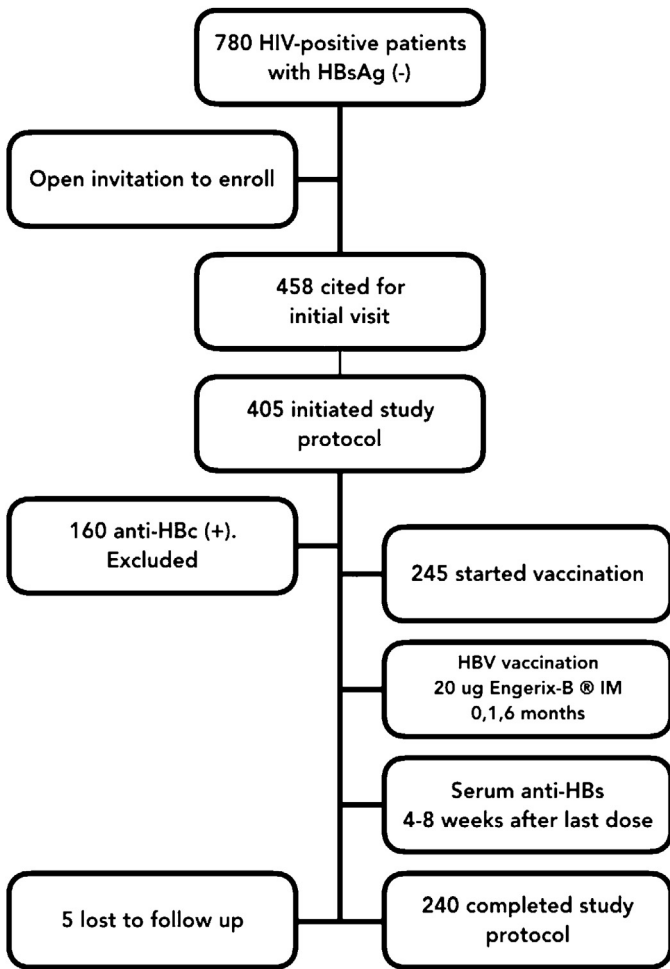 780 HIV-positive patients
with HBsAg (-)
Open invitation to enroll
458 cited for
initial visit
405 initiated study
protocol
160 anti-HBc (+).
Excluded
245 started vaccination
HBV vaccination
20 ug Engerix-B ® IM
0,1,6 months
Serum anti-HBs
4-8 weeks after last dose
5 lost to follow up
240 completed study
protocol